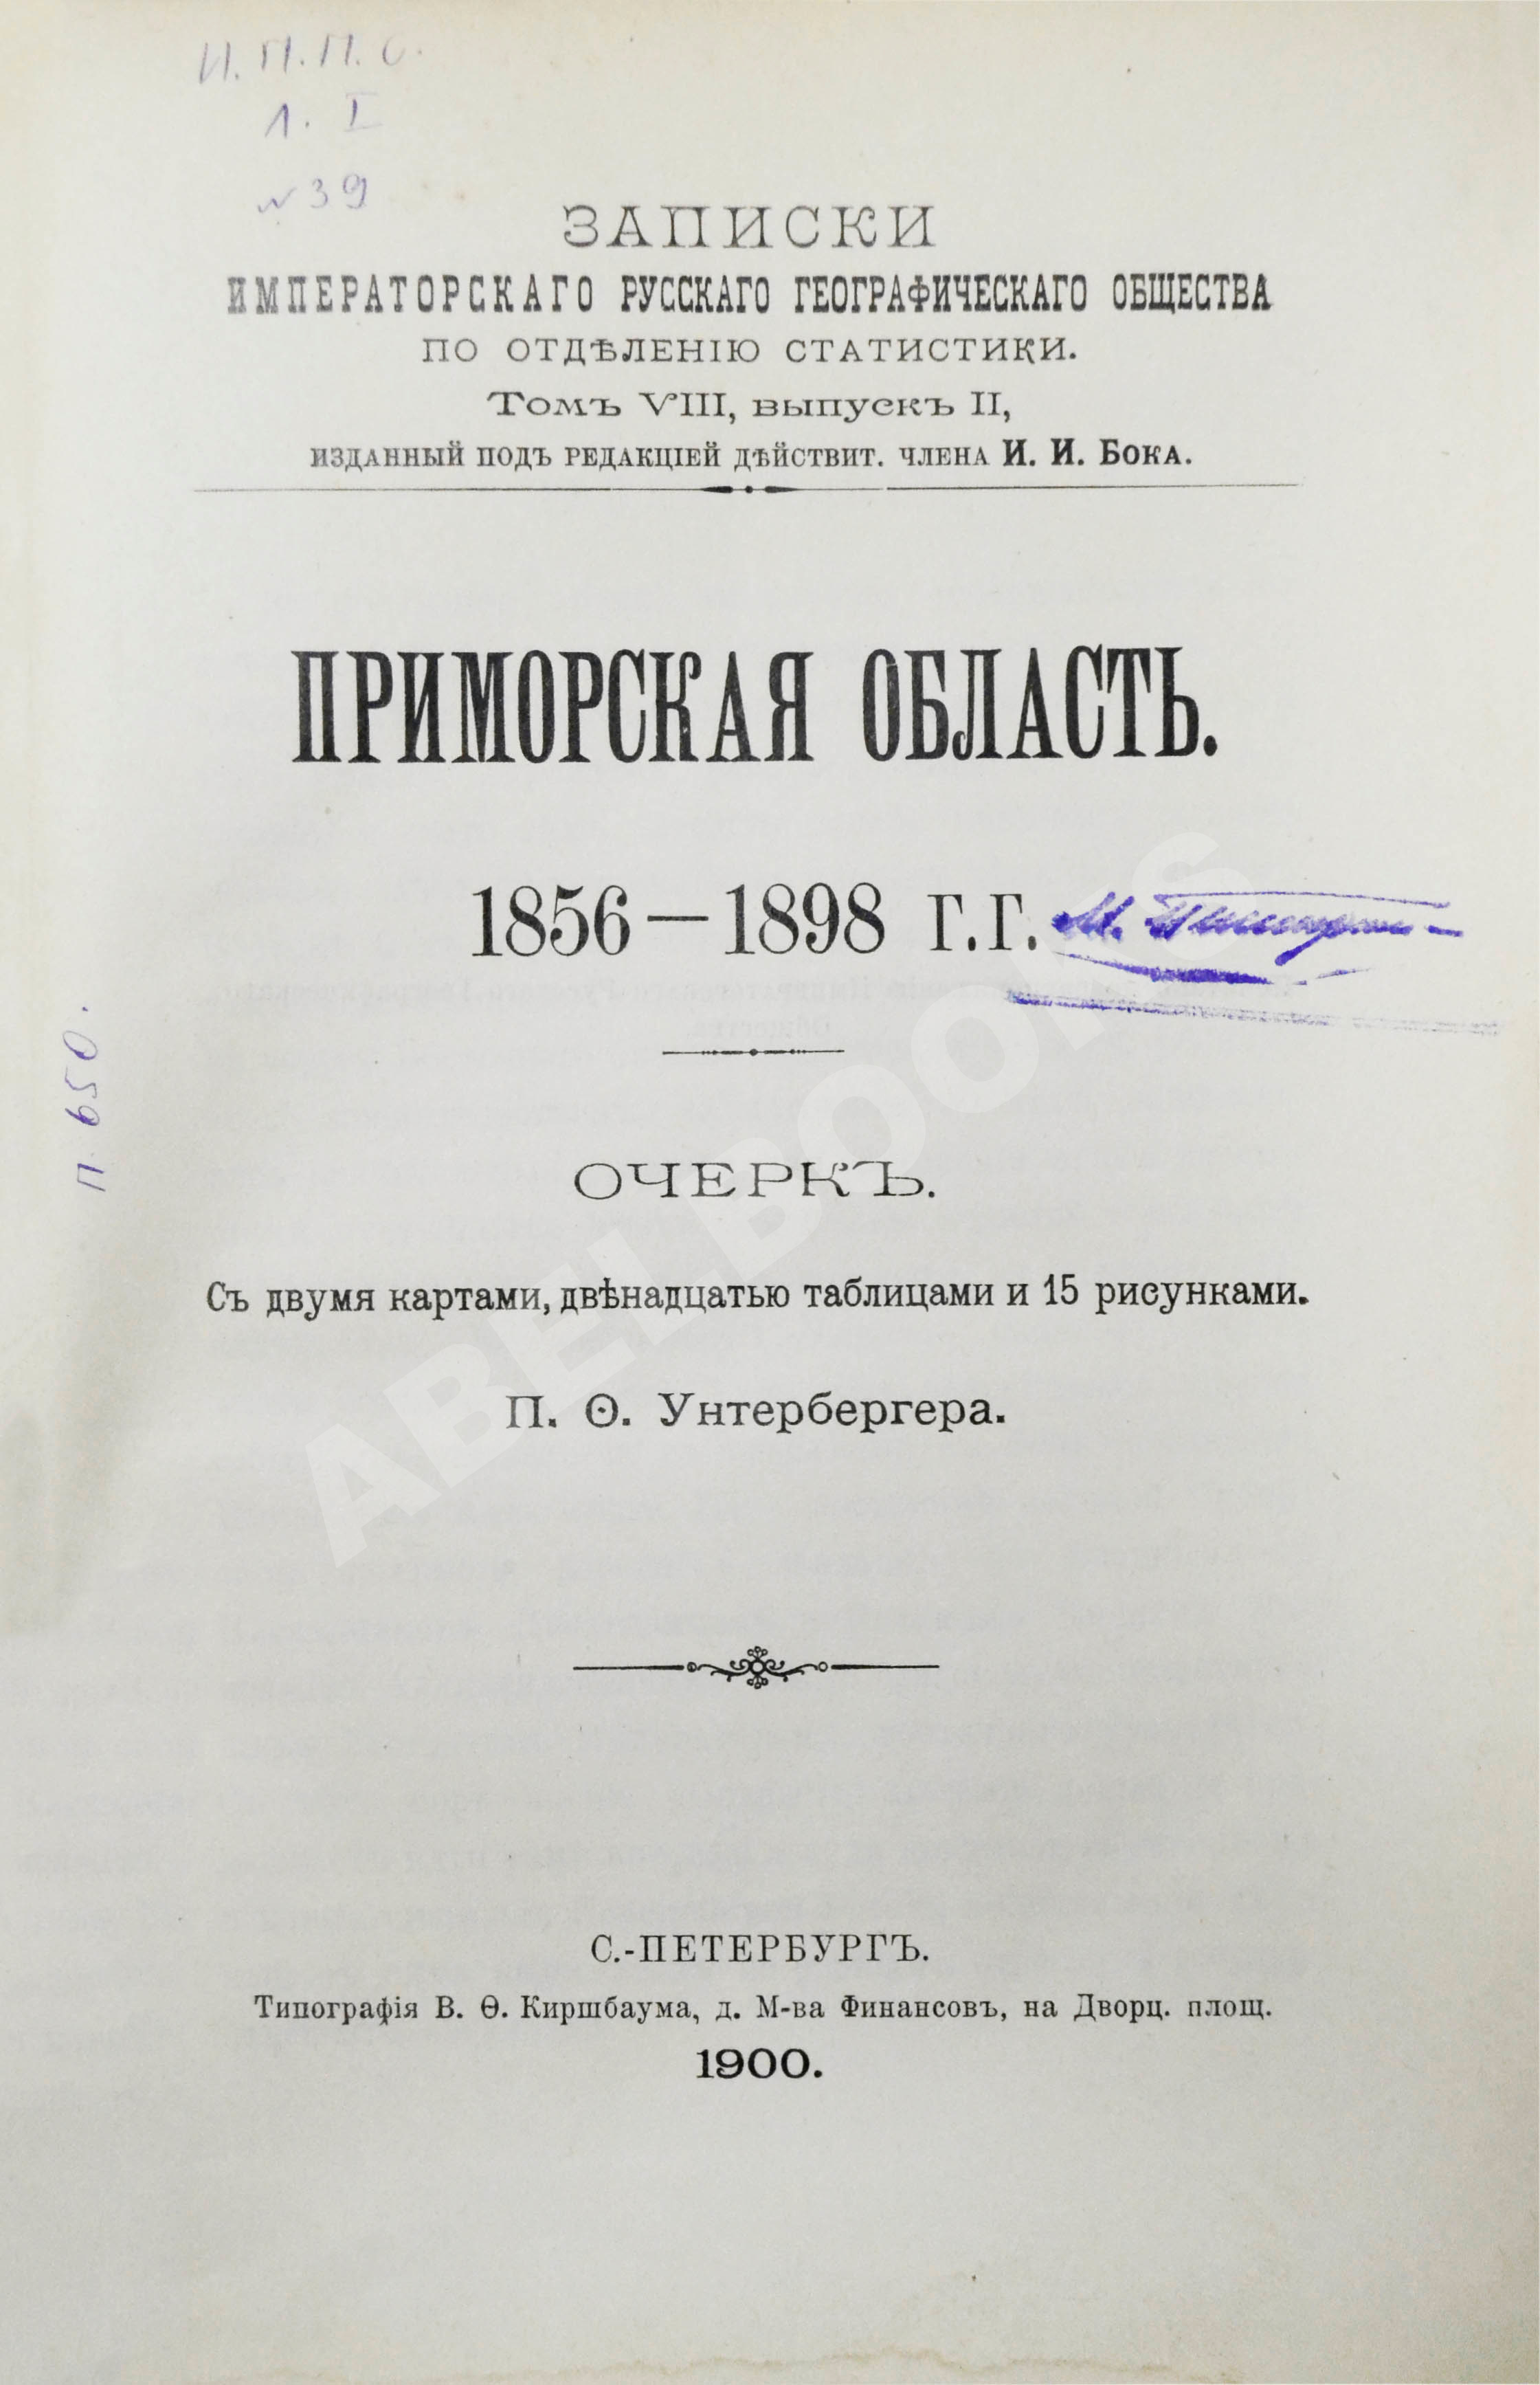 И. П. П. О.
Л. I
№ 39
ЗАПИСКИ
ИМПЕРАТОРСКАГО РУССКАГО ГЕОГРАФИЧЕСКАГО ОБЩЕСТВА
ПО ОТДѢЛЕНІЮ СТАТИСТИКИ.
Томъ VIII, выпускъ II,
изданный подъ редакціей дѣйствит. члена И. И. Бока.
ПРИМОРСКАЯ ОБЛАСТЬ.
1856—1898 Г.Г.
П 650.
ОЧЕРКЪ.
Съ двумя картами, двѣнадцатью таблицами и 15 рисунками.
П. Ѳ. Унтербергера.
ABELBOOKS
С.-ПЕТЕРБУРГЪ.
Типографія В. Ѳ. Киршбаума, д. М-ва Финансовъ, на Дворц. площ.
1900.